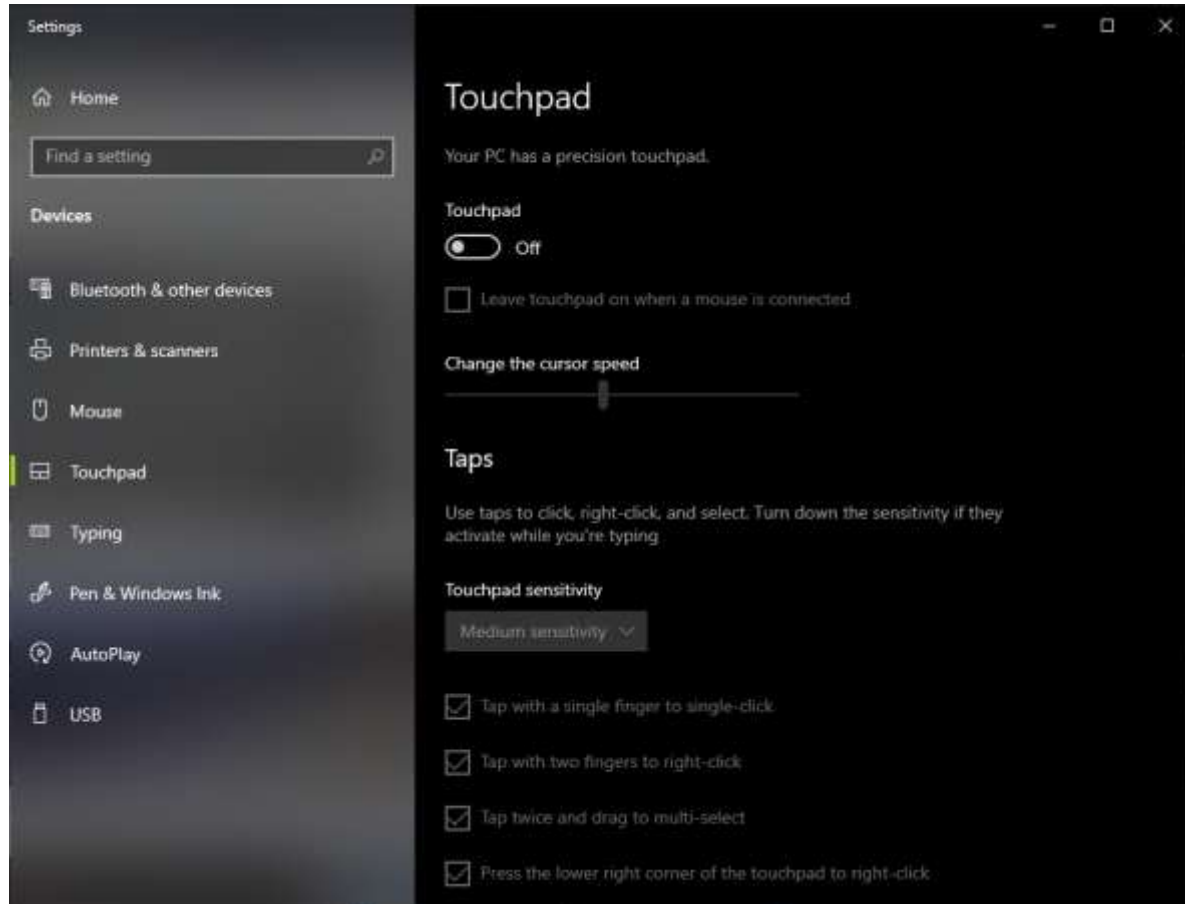 Settings
Home
Find a setting
Devices
Bluetooth & other devices
Printers & scanners
Mouse
Touchpad
Typing
Pen & Windows Ink
AutoPlay
USB
Touchpad
Your PC has a precision touchpad.
Touchpad
Off
Leave touchpad on when a mouse is connected
Change the cursor speed
Taps
Use taps to click, right-click, and select. Turn down the sensitivity if they
activate while you're typing
Touchpad sensitivity
Medium sensitivity
Tap with a single finger to single-click
Tap with two fingers to right-click
Tap twice and drag to multi-select
Press the lower right corner of the touchpad to right-click